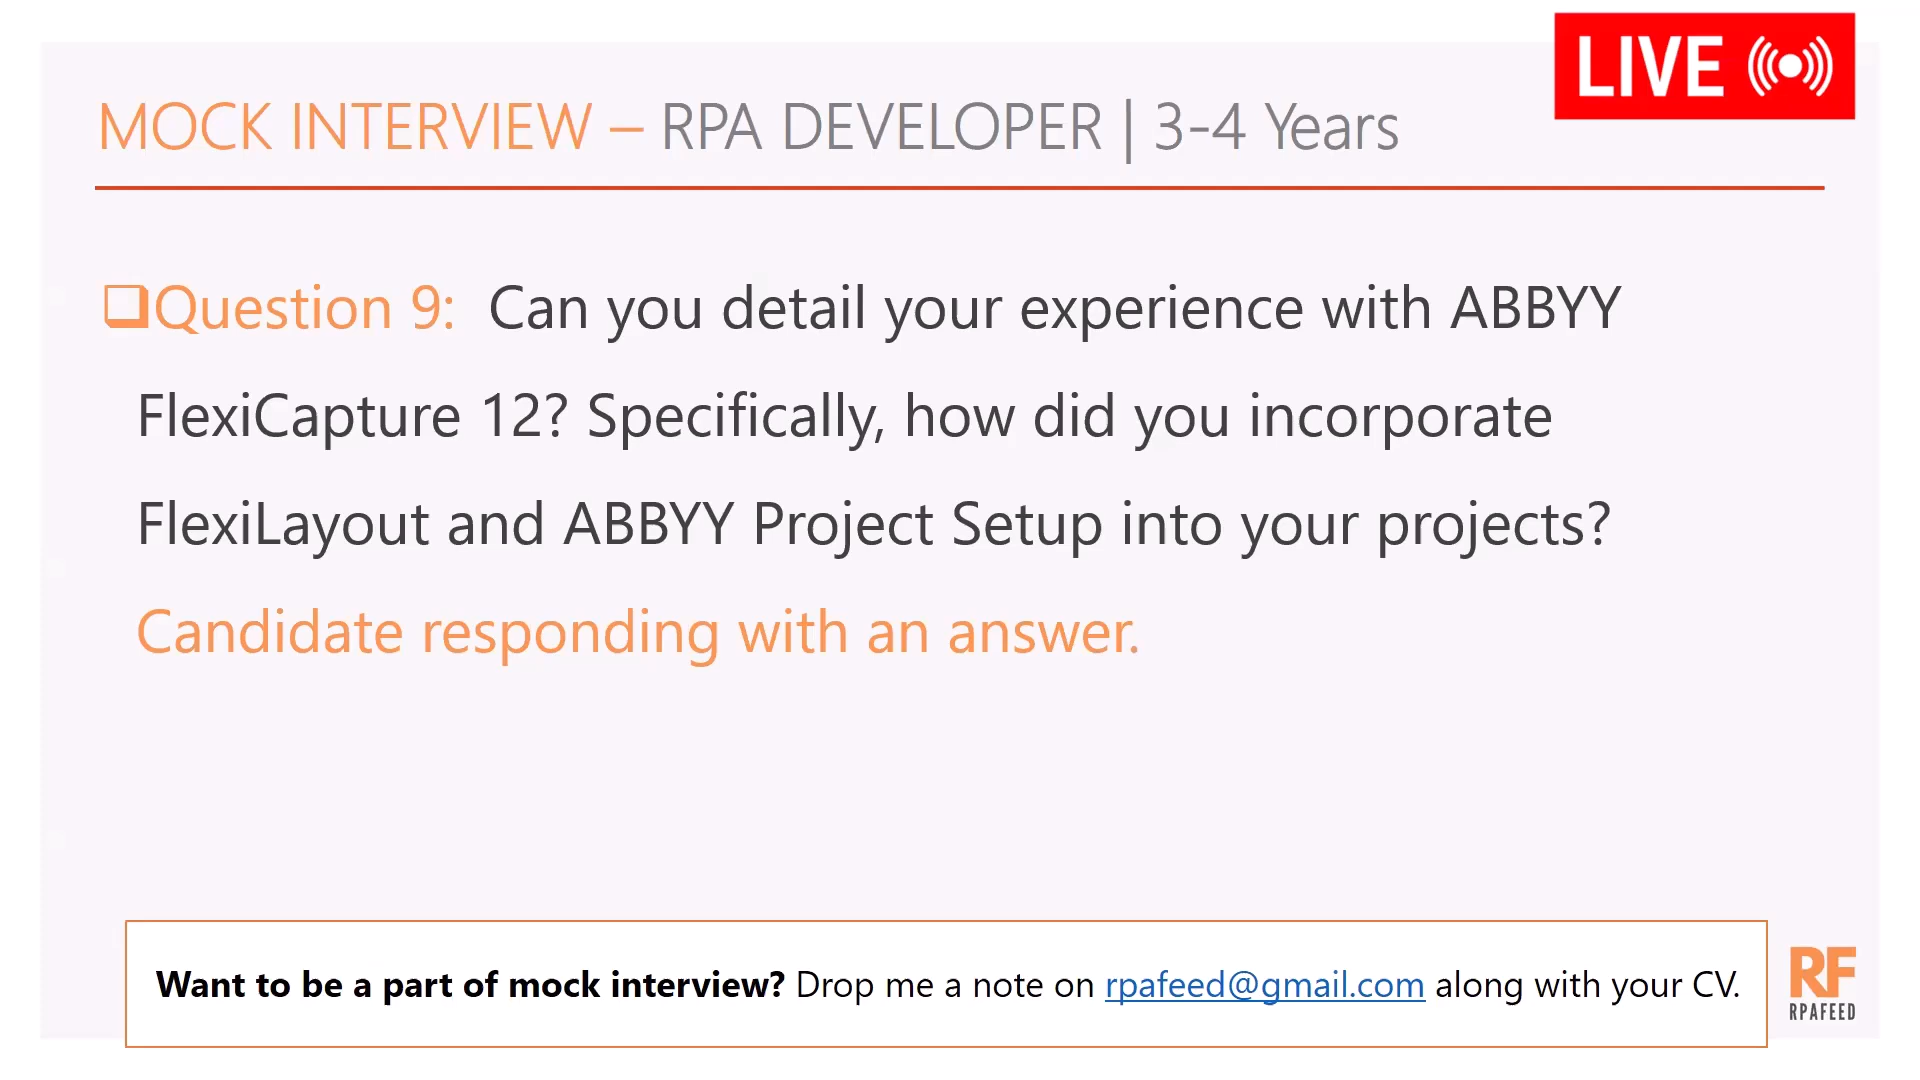 LIVE
MOCK INTERVIEW – RPA DEVELOPER | 3-4 Years
Question 9: Can you detail your experience with ABBYY
FlexiCapture 12? Specifically, how did you incorporate
FlexiLayout and ABBYY Project Setup into your projects?
Candidate responding with an answer.
Want to be a part of mock interview? Drop me a note on rpafeed@gmail.com along with your CV.
RF
RPAFEED